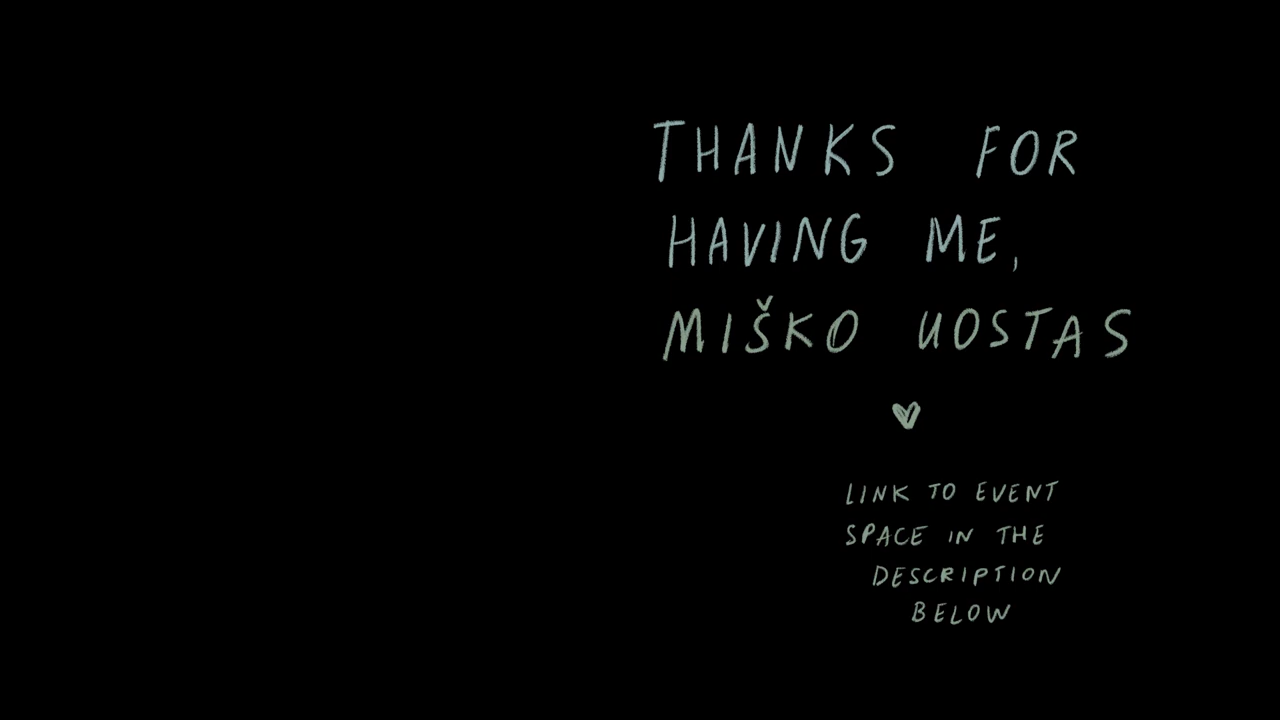 THANKS FOR
HAVING ME,
MIŠKO UOSTAS
LINK TO EVENT
SPACE IN THE
DESCRIPTION
BELOW